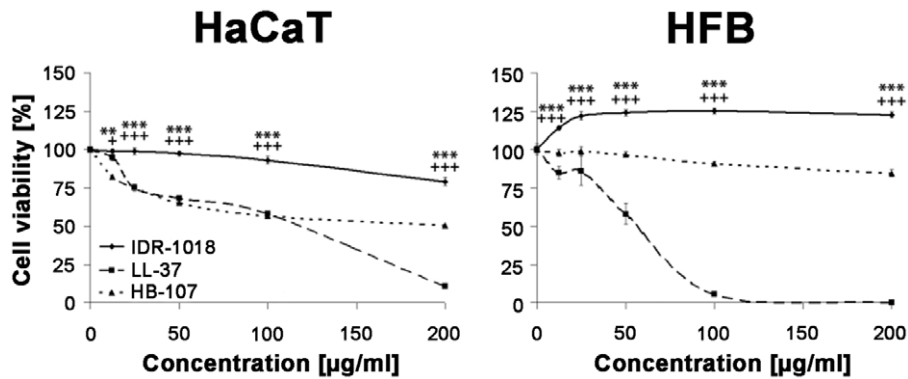 HaCaT
HFB
Cell viability [%]
150
125
100
75
50
25
0
** *** *** *** ***
+ +++ +++ +++ +++
IDR-1018
LL-37
HB-107
0 50 100 150 200
Concentration [µg/ml]
150
125
100
75
50
25
0
*** *** *** *** ***
+++ +++ +++ +++ +++
0 50 100 150 200
Concentration [µg/ml]